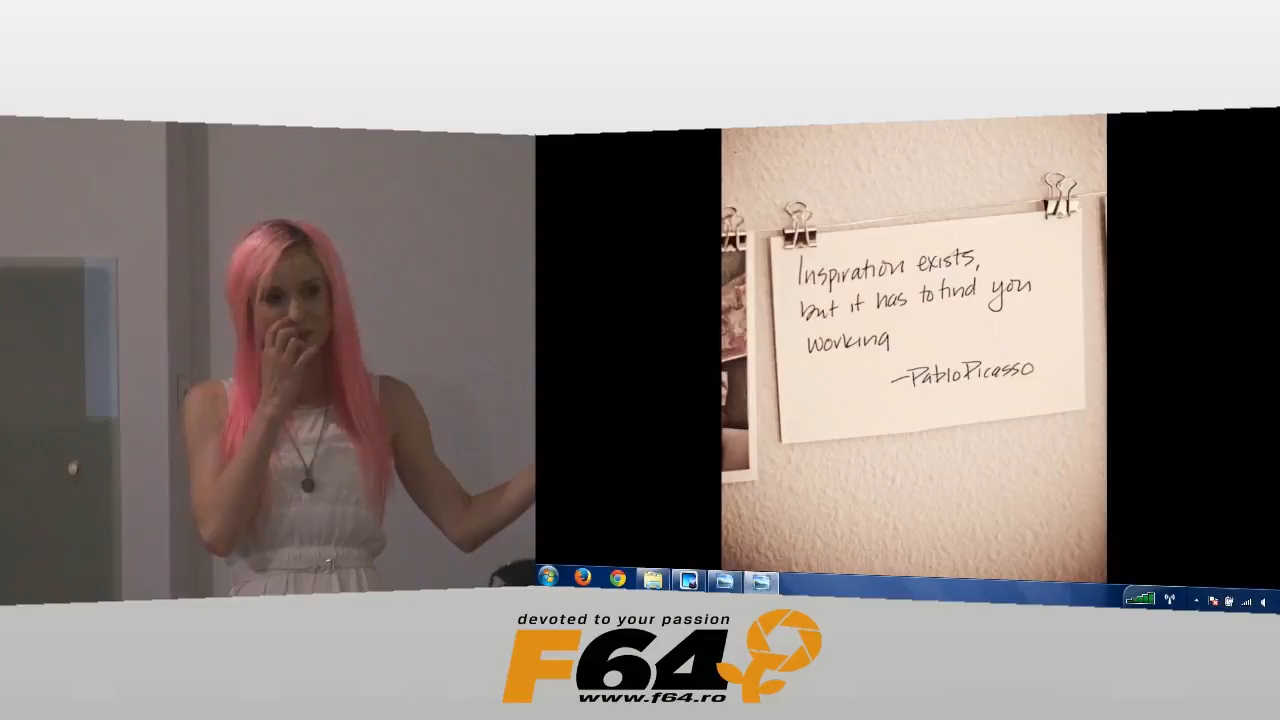 Inspiration exists,
but it has to find you
working
—Pablo Picasso
devoted to your passion
F64
www.f64.ro